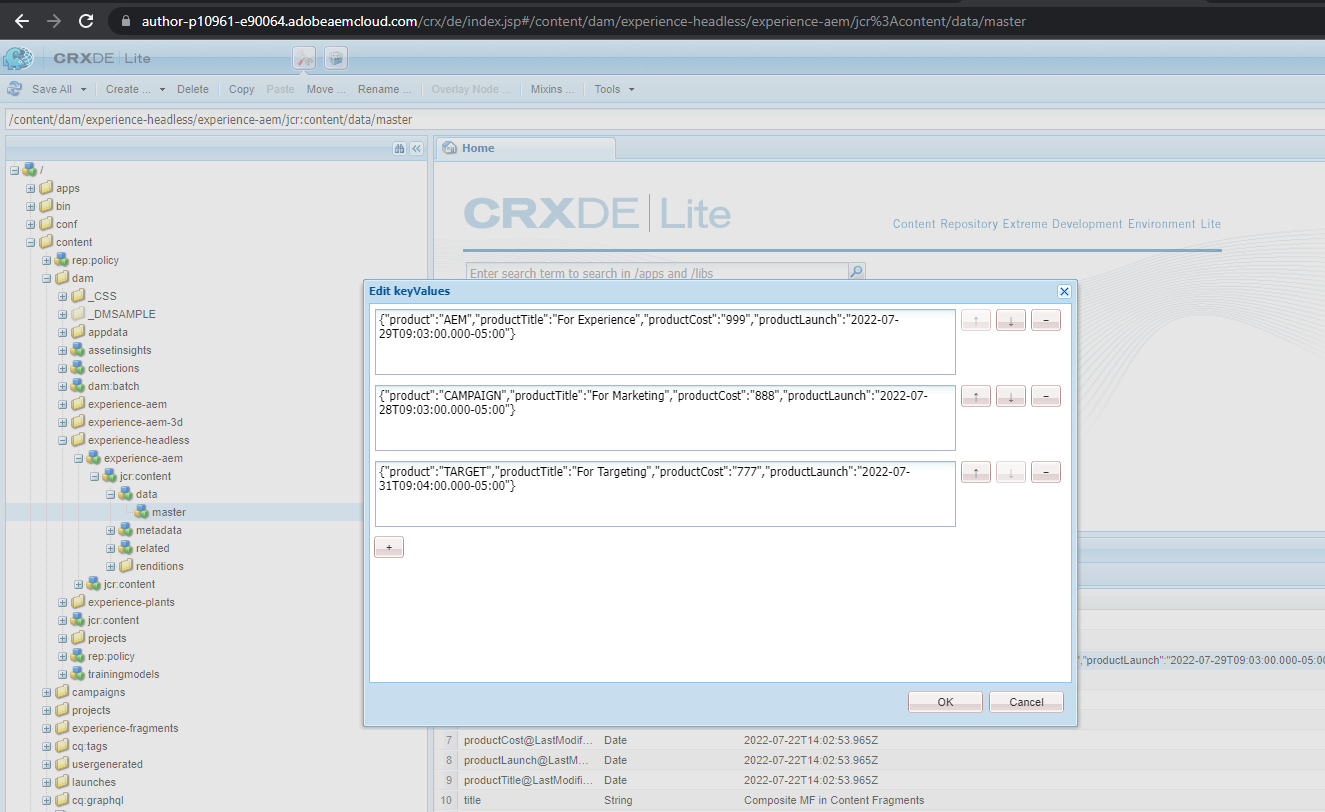 author-p10961-e90064.adobeaemcloud.com/crx/de/index.jsp#/content/dam/experience-headless/experience-aem/jcr%3Acontent/data/master
CRXDE | Lite
Save All Create ... Delete Copy Paste Move ... Rename ... Overlay Node ... Mixins ... Tools
/content/dam/experience-headless/experience-aem/jcr:content/data/master
/
apps
bin
conf
content
rep:policy
dam
_CSS
_DMSAMPLE
appdata
assetinsights
collections
dam:batch
experience-aem
experience-aem-3d
experience-headless
experience-aem
jcr:content
data
master
metadata
related
renditions
jcr:content
experience-plants
jcr:content
projects
rep:policy
trainingmodels
campaigns
projects
experience-fragments
cq:tags
usergenerated
launches
cq:graphql
Home
CRXDE | Lite
Content Repository Extreme Development Environment Lite
Enter search term to search in /apps and /libs
Edit keyValues
{"product":"AEM","productTitle":"For Experience","productCost":"999","productLaunch":"2022-07-
29T09:03:00.000-05:00"}
↑ ↓ −
{"product":"CAMPAIGN","productTitle":"For Marketing","productCost":"888","productLaunch":"2022-07-
28T09:03:00.000-05:00"}
↑ ↓ −
{"product":"TARGET","productTitle":"For Targeting","productCost":"777","productLaunch":"2022-07-
31T09:04:00.000-05:00"}
↑ ↓ −
+
OK Cancel
,"productLaunch":"2022-07-29T09:03:00.000-05:00
7 productCost@LastModif... Date 2022-07-22T14:02:53.965Z
8 productLaunch@LastM... Date 2022-07-22T14:02:53.965Z
9 productTitle@LastModifi... Date 2022-07-22T14:02:53.965Z
10 title String Composite MF in Content Fragments